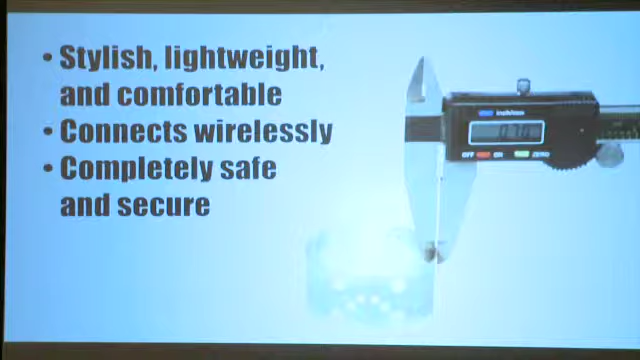 • Stylish, lightweight,
and comfortable
• Connects wirelessly
• Completely safe
and secure
OFF ON ZERO